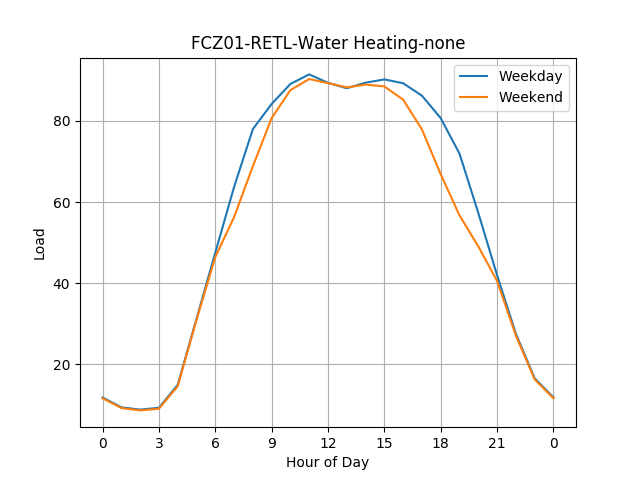 FCZ01-RETL-Water Heating-none
Weekday
Weekend
80
60
40
20
Load
0 3 6 9 12 15 18 21 0
Hour of Day